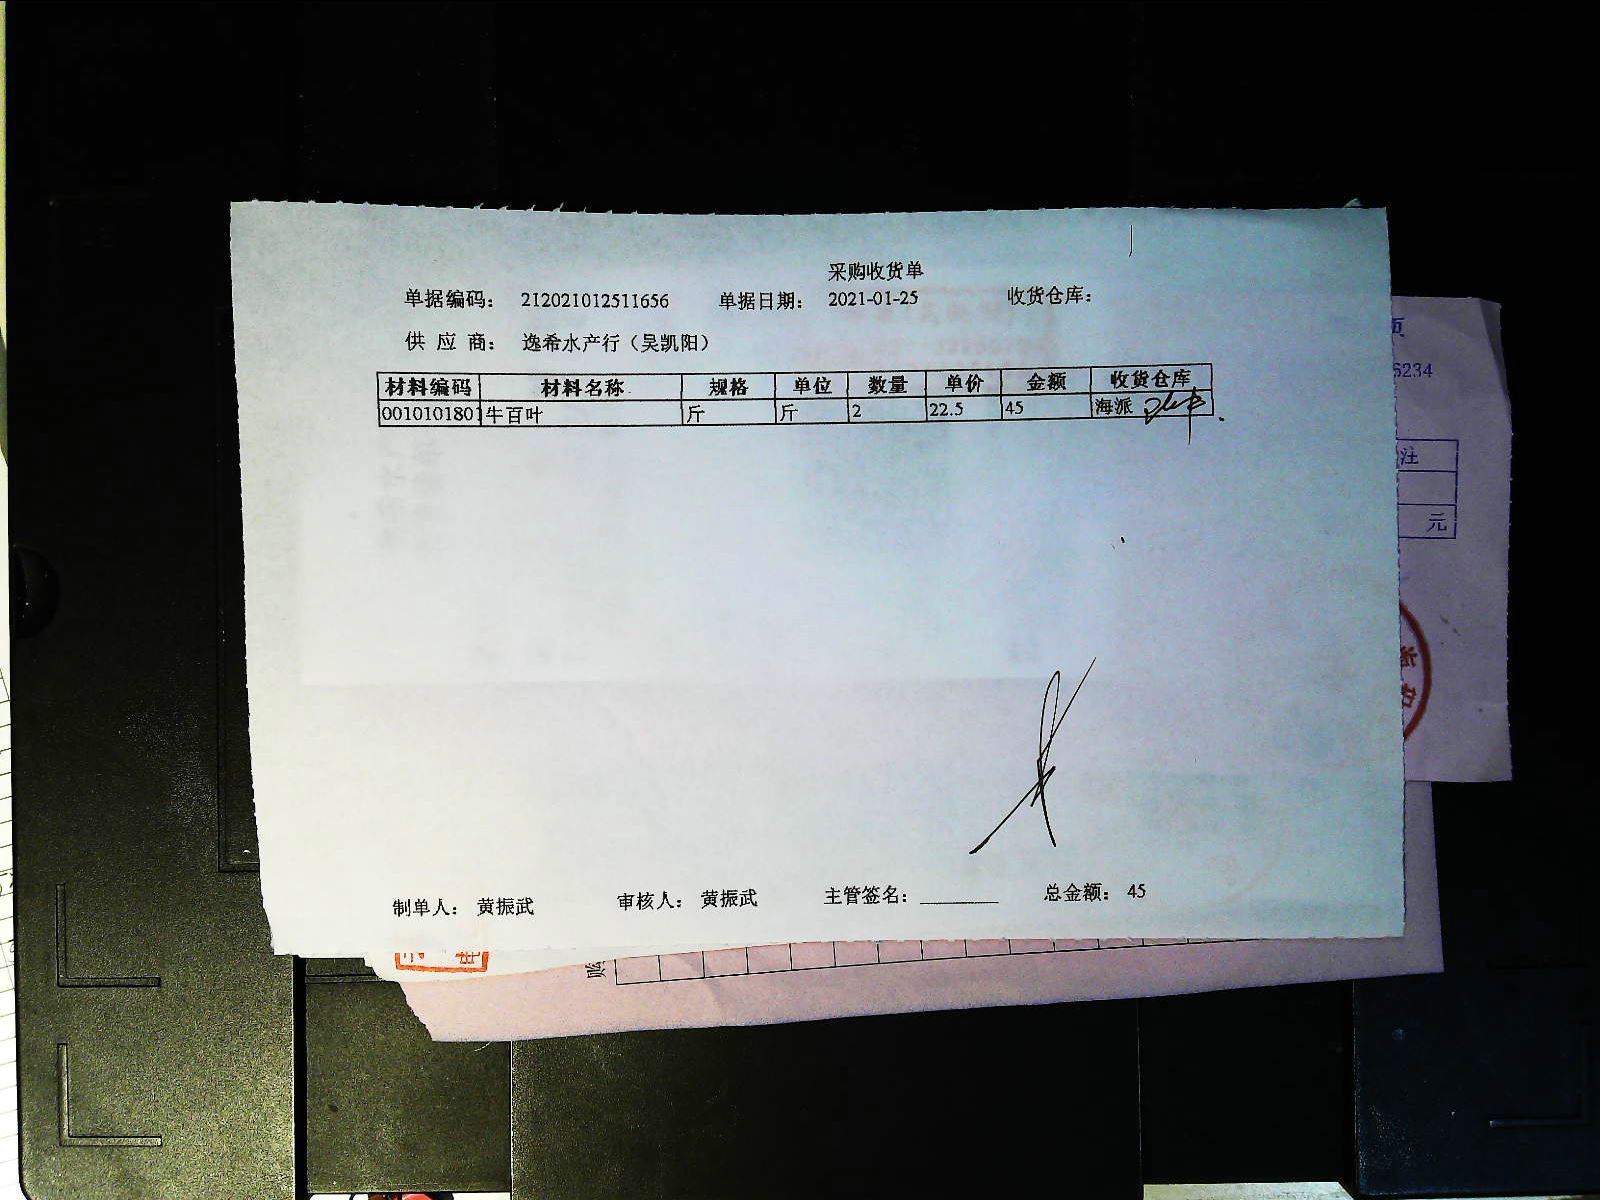 采购收货单
单据编码： 212021012511656 单据日期： 2021-01-25 收货仓库：
供 应 商： 逸希水产行（吴凯阳）
材料编码 材料名称 规格 单位 数量 单价 金额 收货仓库
0010101801 牛百叶 斤 斤 2 22.5 45 海派
制单人： 黄振武 审核人： 黄振武 主管签名： 总金额： 45
页
5234
注
元